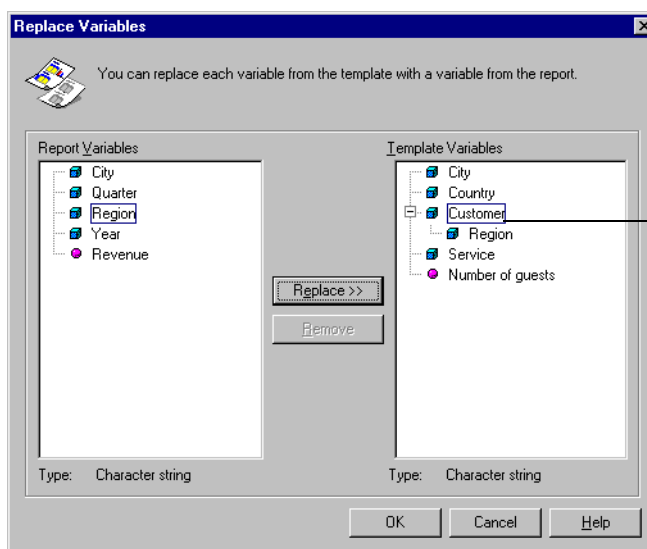 Replace Variables
You can replace each variable from the template with a variable from the report.
Report Variables
City
Quarter
Region
Year
Revenue
Type: Character string
Replace >>
Remove
Template Variables
City
Country
Customer
Region
Service
Number of guests
Type: Character string
OK
Cancel
Help